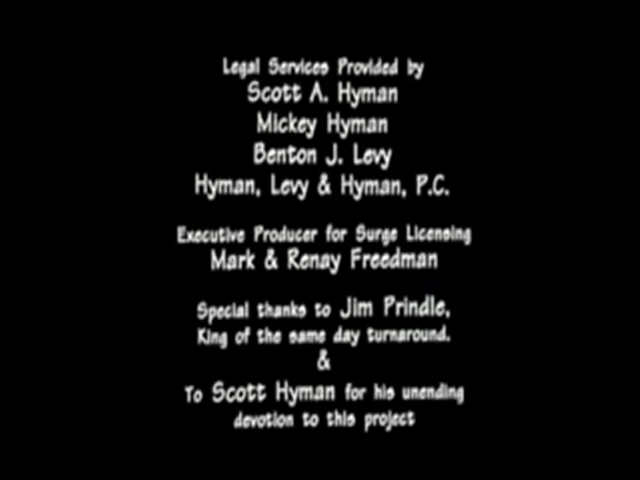 Legal Services Provided by
Scott A. Hyman
Mickey Hyman
Benton J. Levy
Hyman, Levy & Hyman, P.C.
Executive Producer for Surge Licensing
Mark & Renay Freedman
Special thanks to Jim Prindle,
King of the same day turnaround.
&
To Scott Hyman for his unending
devotion to this project